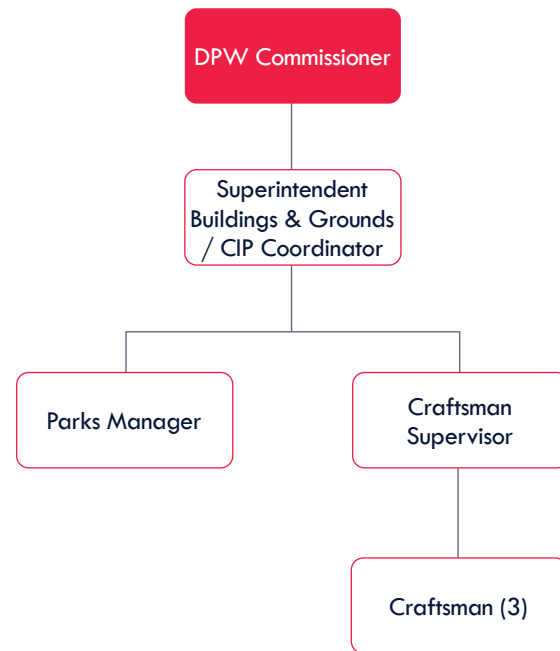 DPW Commissioner
Superintendent
Buildings & Grounds
/ CIP Coordinator
Parks Manager
Craftsman
Supervisor
Craftsman (3)